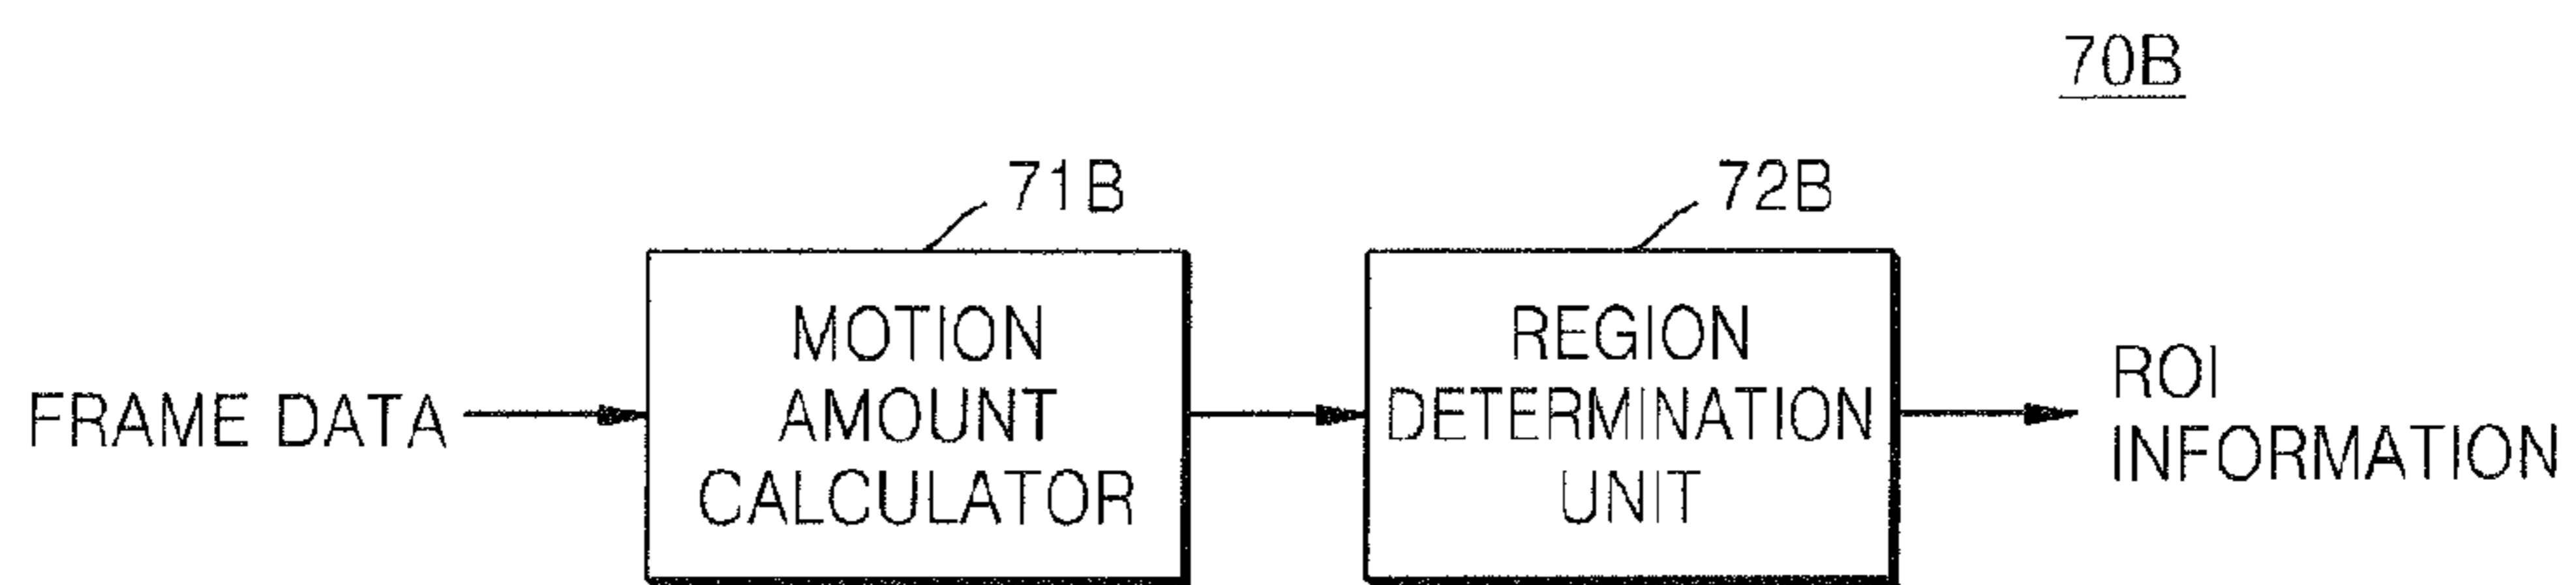 70B
71B
72B
FRAME DATA
MOTION
AMOUNT
CALCULATOR
REGION
DETERMINATION
UNIT
ROI
INFORMATION